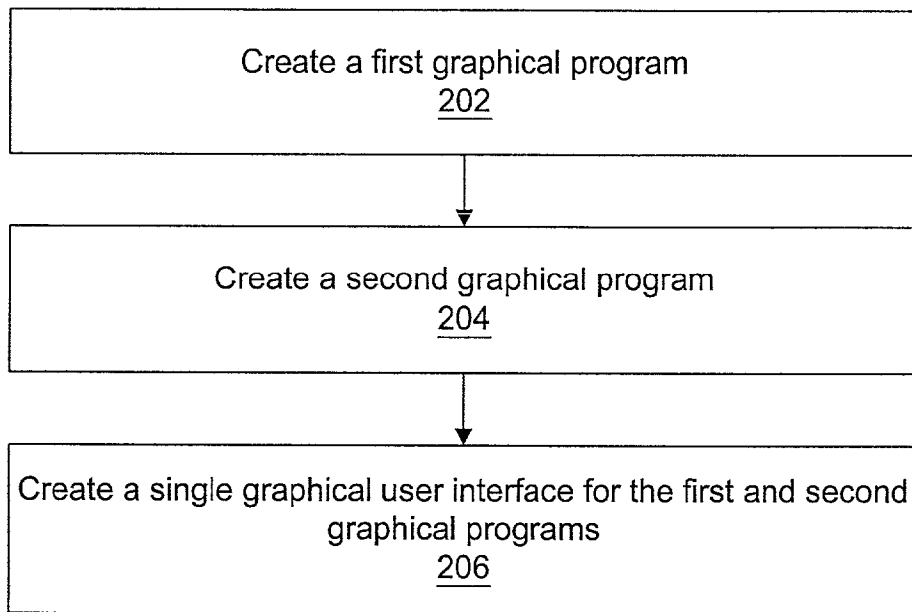 Create a first graphical program
202
Create a second graphical program
204
Create a single graphical user interface for the first and second
graphical programs
206